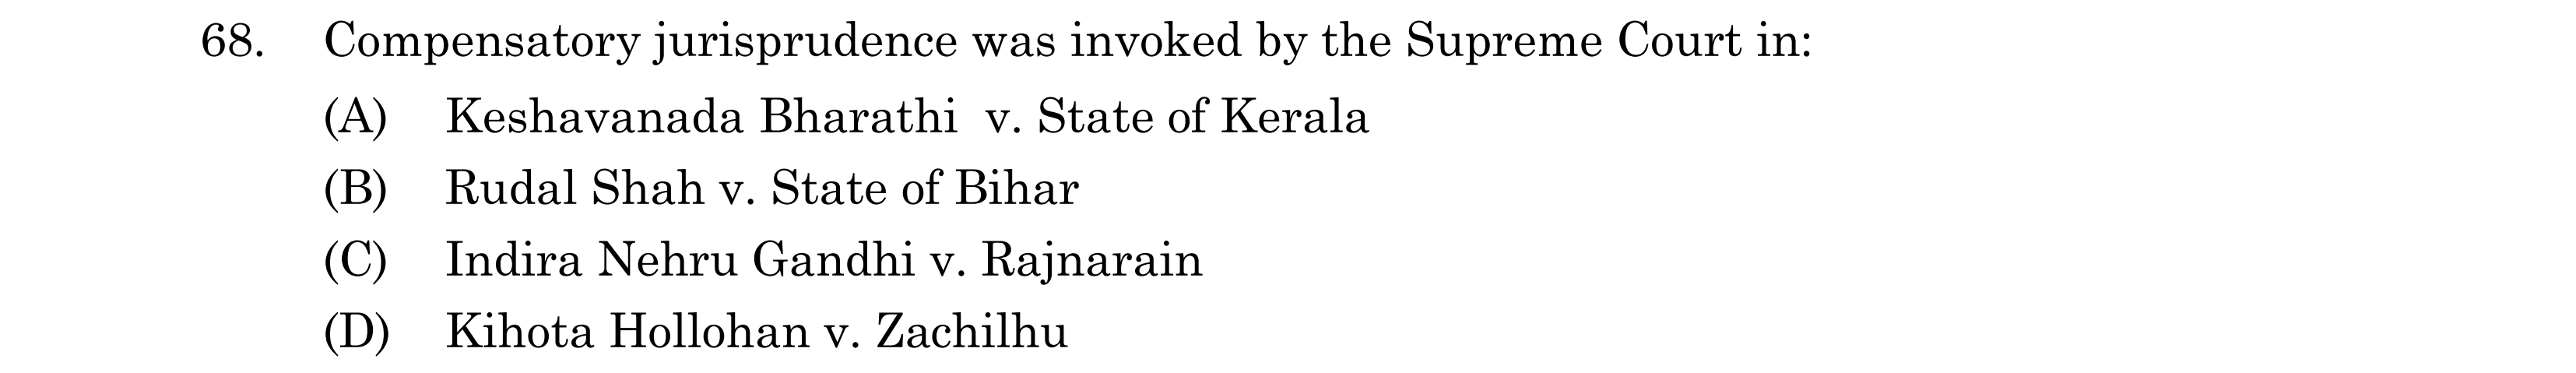 68. Compensatory jurisprudence was invoked by the Supreme Court in:
(A) Keshavanada Bharathi v. State of Kerala
(B) Rudal Shah v. State of Bihar
(C) Indira Nehru Gandhi v. Rajnarain
(D) Kihota Hollohan v. Zachilhu